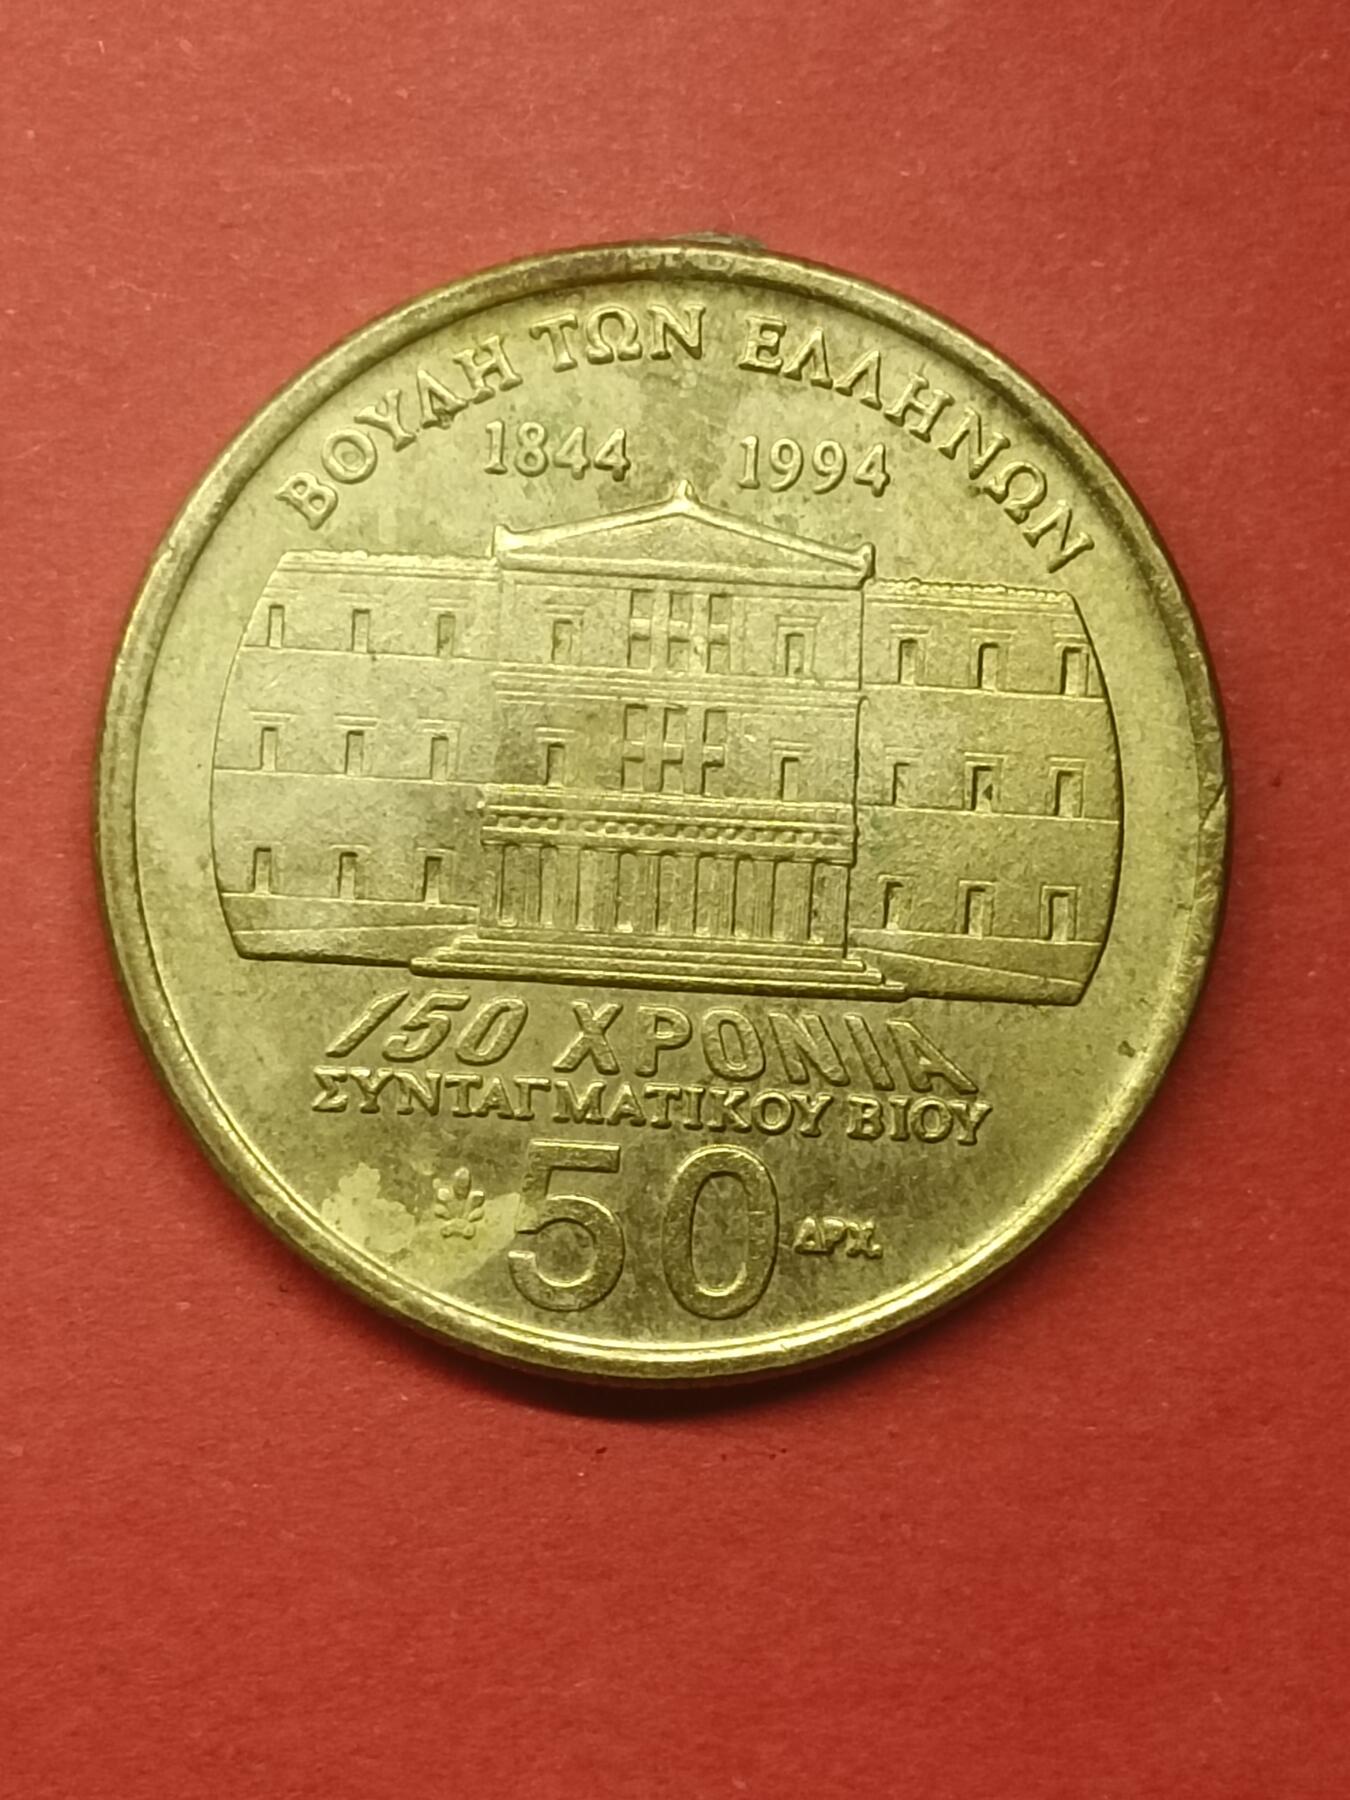 ΒΟΥΛΗ ΤΩΝ ΕΛΛΗΝΩΝ
1844 1994
150 ΧΡΟΝΙΑ
ΣΥΝΤΑΓΜΑΤΙΚΟΥ ΒΙΟΥ
50 ΔΡΧ.